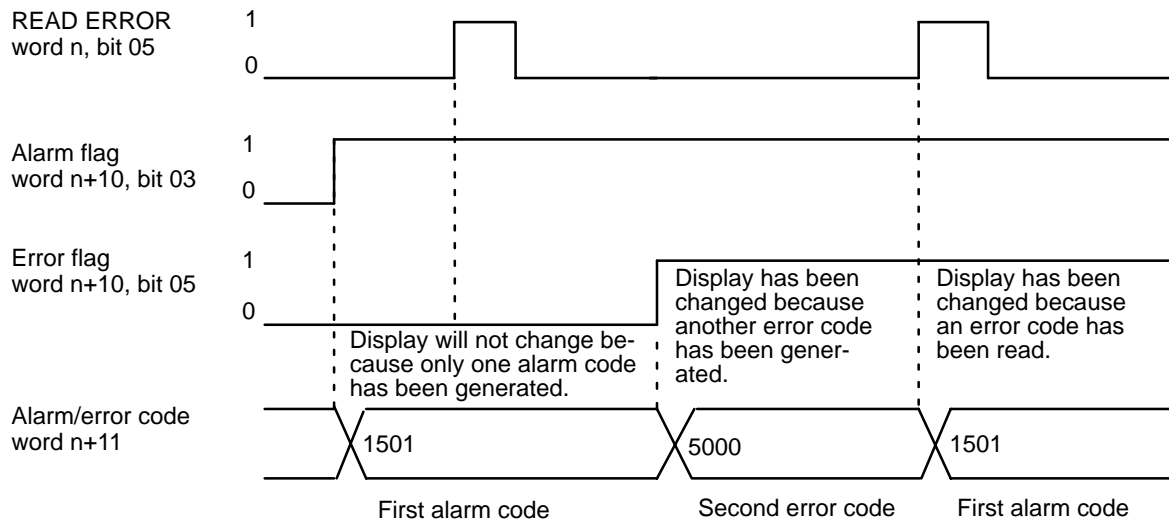 READ ERROR
word n, bit 05
1
0
Alarm flag
word n+10, bit 03
1
0
Error flag
word n+10, bit 05
1
0
Display will not change be-
cause only one alarm code
has been generated.
Display has been
changed because
another error code
has been gener-
ated.
Display has been
changed because
an error code has
been read.
Alarm/error code
word n+11
1501
5000
1501
First alarm code
Second error code
First alarm code